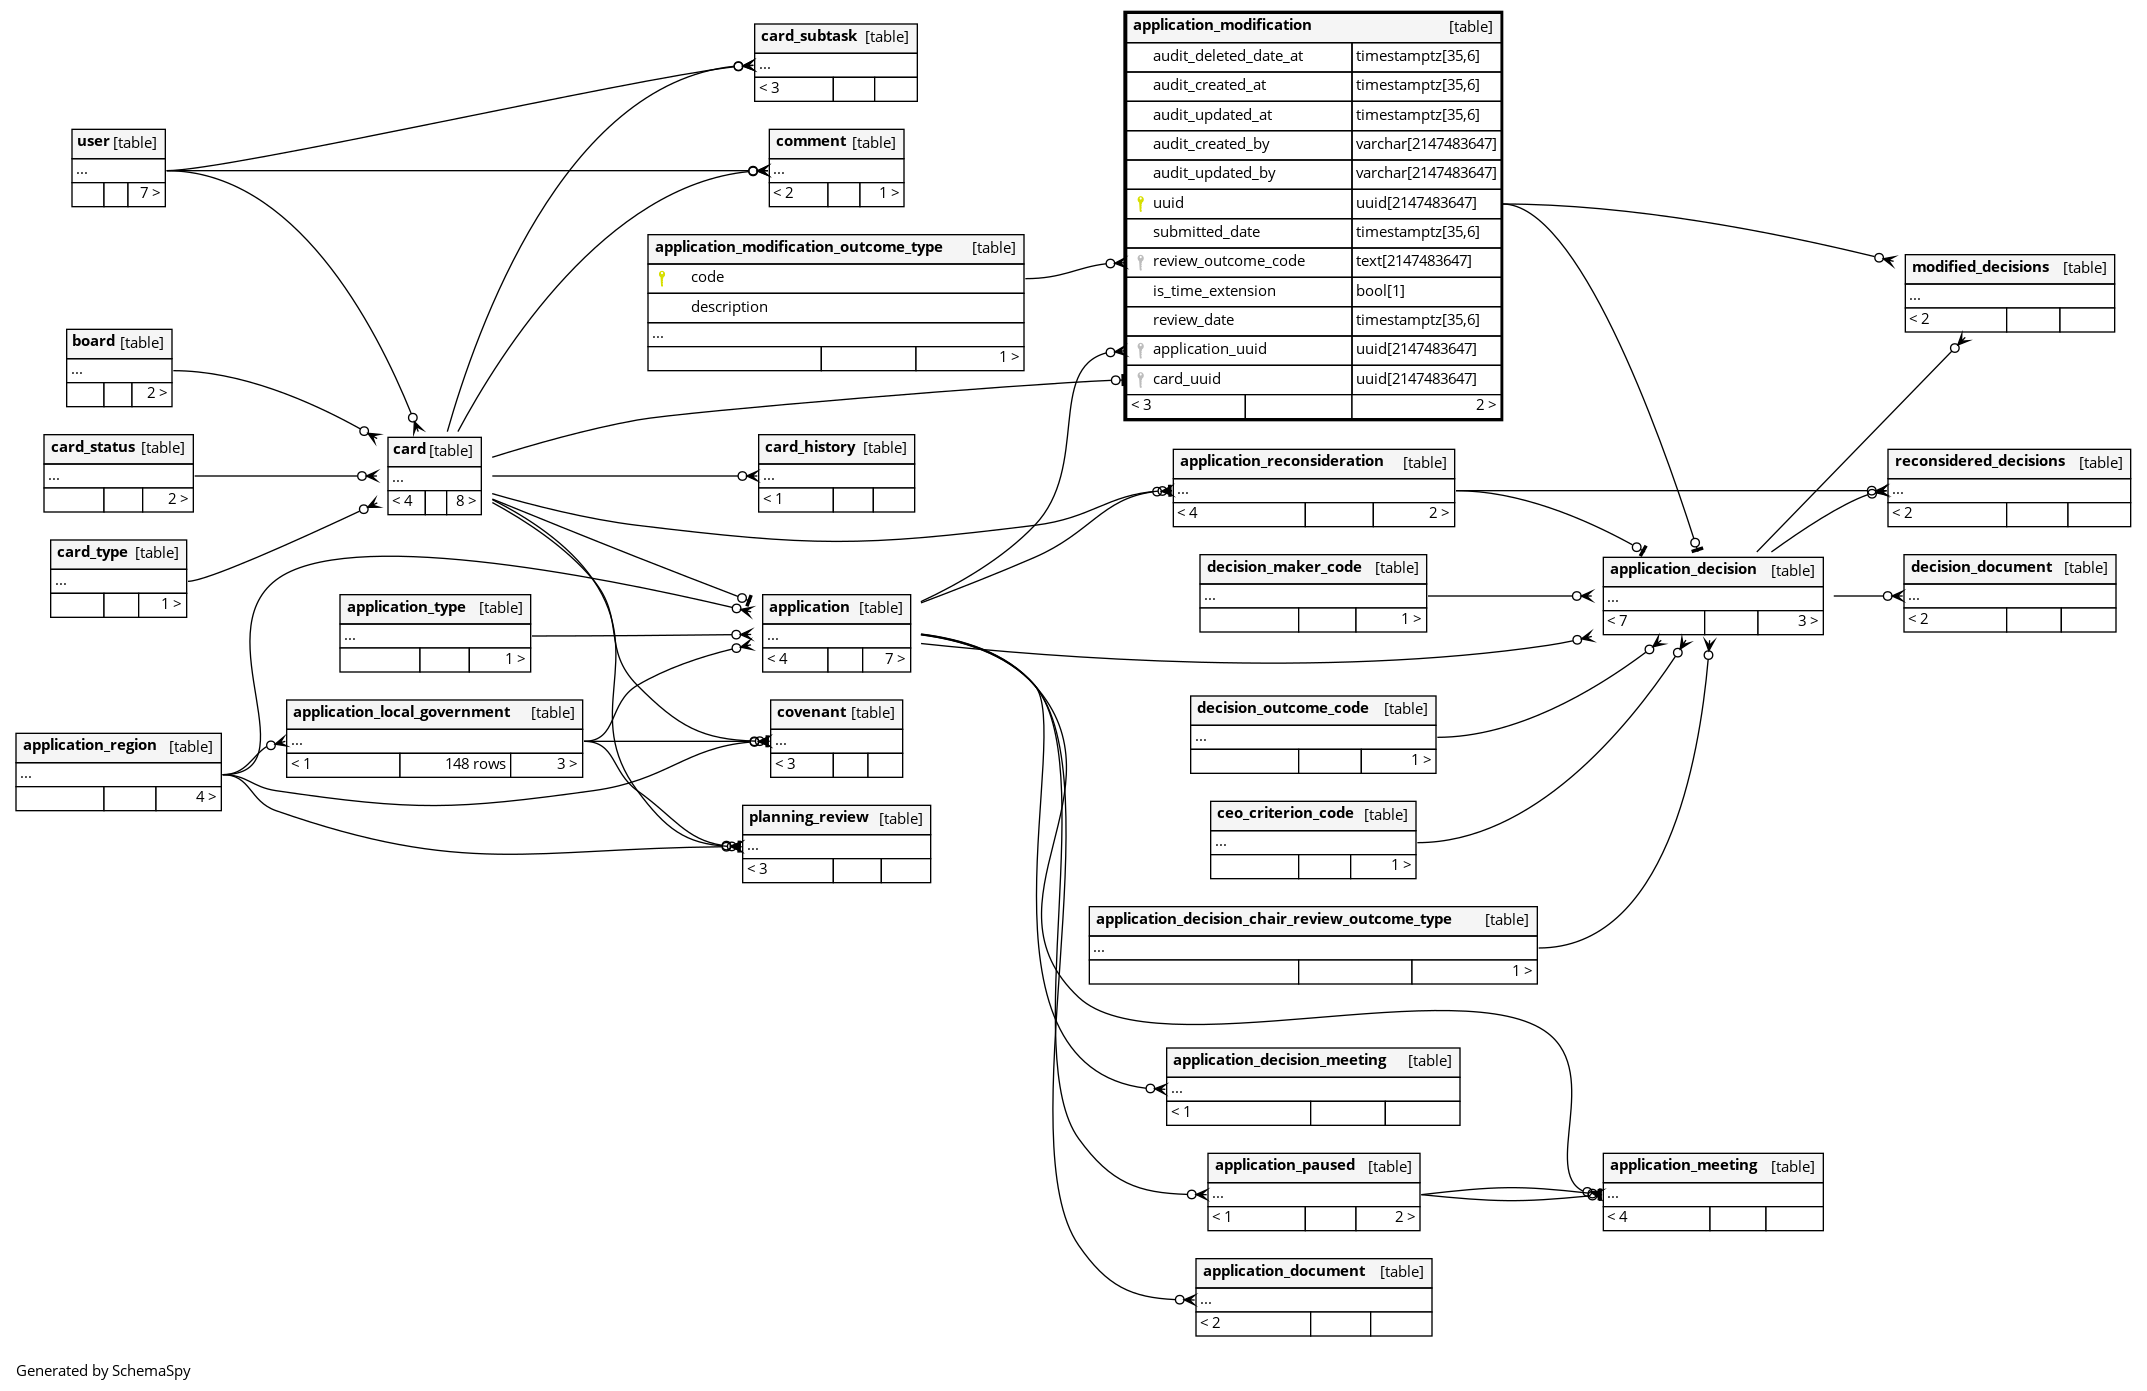 card_subtask [table]
...
< 3
user [table]
...
7 >
comment [table]
...
< 2 1 >
application_modification [table]
audit_deleted_date_at timestamptz[35,6]
audit_created_at timestamptz[35,6]
audit_updated_at timestamptz[35,6]
audit_created_by varchar[2147483647]
audit_updated_by varchar[2147483647]
uuid uuid[2147483647]
submitted_date timestamptz[35,6]
review_outcome_code text[2147483647]
is_time_extension bool[1]
review_date timestamptz[35,6]
application_uuid uuid[2147483647]
card_uuid uuid[2147483647]
< 3 2 >
application_modification_outcome_type [table]
code
description
...
1 >
modified_decisions [table]
...
< 2
board [table]
...
2 >
card_status [table]
...
2 >
card [table]
...
< 4 8 >
card_history [table]
...
< 1
application_reconsideration [table]
...
< 4 2 >
reconsidered_decisions [table]
...
< 2
card_type [table]
...
1 >
decision_maker_code [table]
...
1 >
application_decision [table]
...
< 7 3 >
decision_document [table]
...
< 2
application_type [table]
...
1 >
application [table]
...
< 4 7 >
application_local_government [table]
...
< 1 148 rows 3 >
covenant [table]
...
< 3
decision_outcome_code [table]
...
1 >
application_region [table]
...
4 >
planning_review [table]
...
< 3
ceo_criterion_code [table]
...
1 >
application_decision_chair_review_outcome_type [table]
...
1 >
application_decision_meeting [table]
...
< 1
application_paused [table]
...
< 1 2 >
application_meeting [table]
...
< 4
application_document [table]
...
< 2
Generated by SchemaSpy